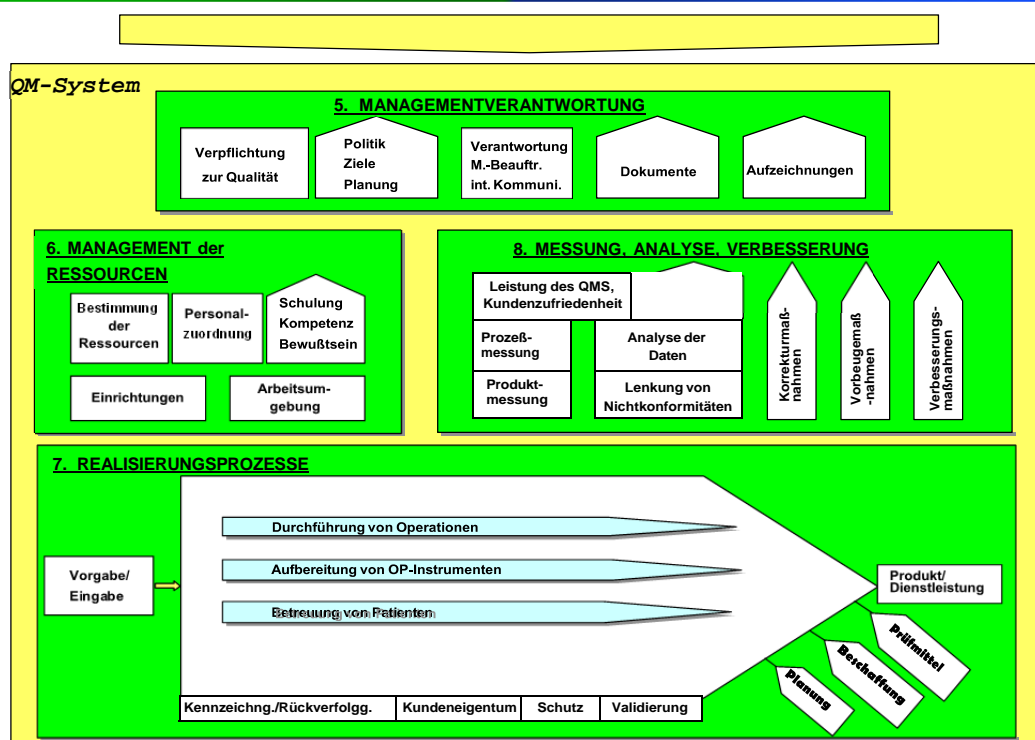 QM-System
5. MANAGEMENTVERANTWORTUNG
Verpflichtung
zur Qualität
Politik
Ziele
Planung
Verantwortung
M.-Beauftr.
int. Kommuni.
Dokumente
Aufzeichnungen
6. MANAGEMENT der
RESSOURCEN
Bestimmung
der
Ressourcen
Personal-
zuordnung
Schulung
Kompetenz
Bewußtsein
Einrichtungen
Arbeitsum-
gebung
8. MESSUNG, ANALYSE, VERBESSERUNG
Leistung des QMS,
Kundenzufriedenheit
Prozeß-
messung
Analyse der
Daten
Produkt-
messung
Lenkung von
Nichtkonformitäten
Korrekturmaß-
nahmen
Vorbeugemaß
-nahmen
Verbesserungs-
maßnahmen
7. REALISIERUNGSPROZESSE
Vorgabe/
Eingabe
Durchführung von Operationen
Aufbereitung von OP-Instrumenten
Betreuung von Patienten
Produkt/
Dienstleistung
Prüfmittel
Beschaffung
Planung
Kennzeichng./Rückverfolgg.
Kundeneigentum
Schutz
Validierung